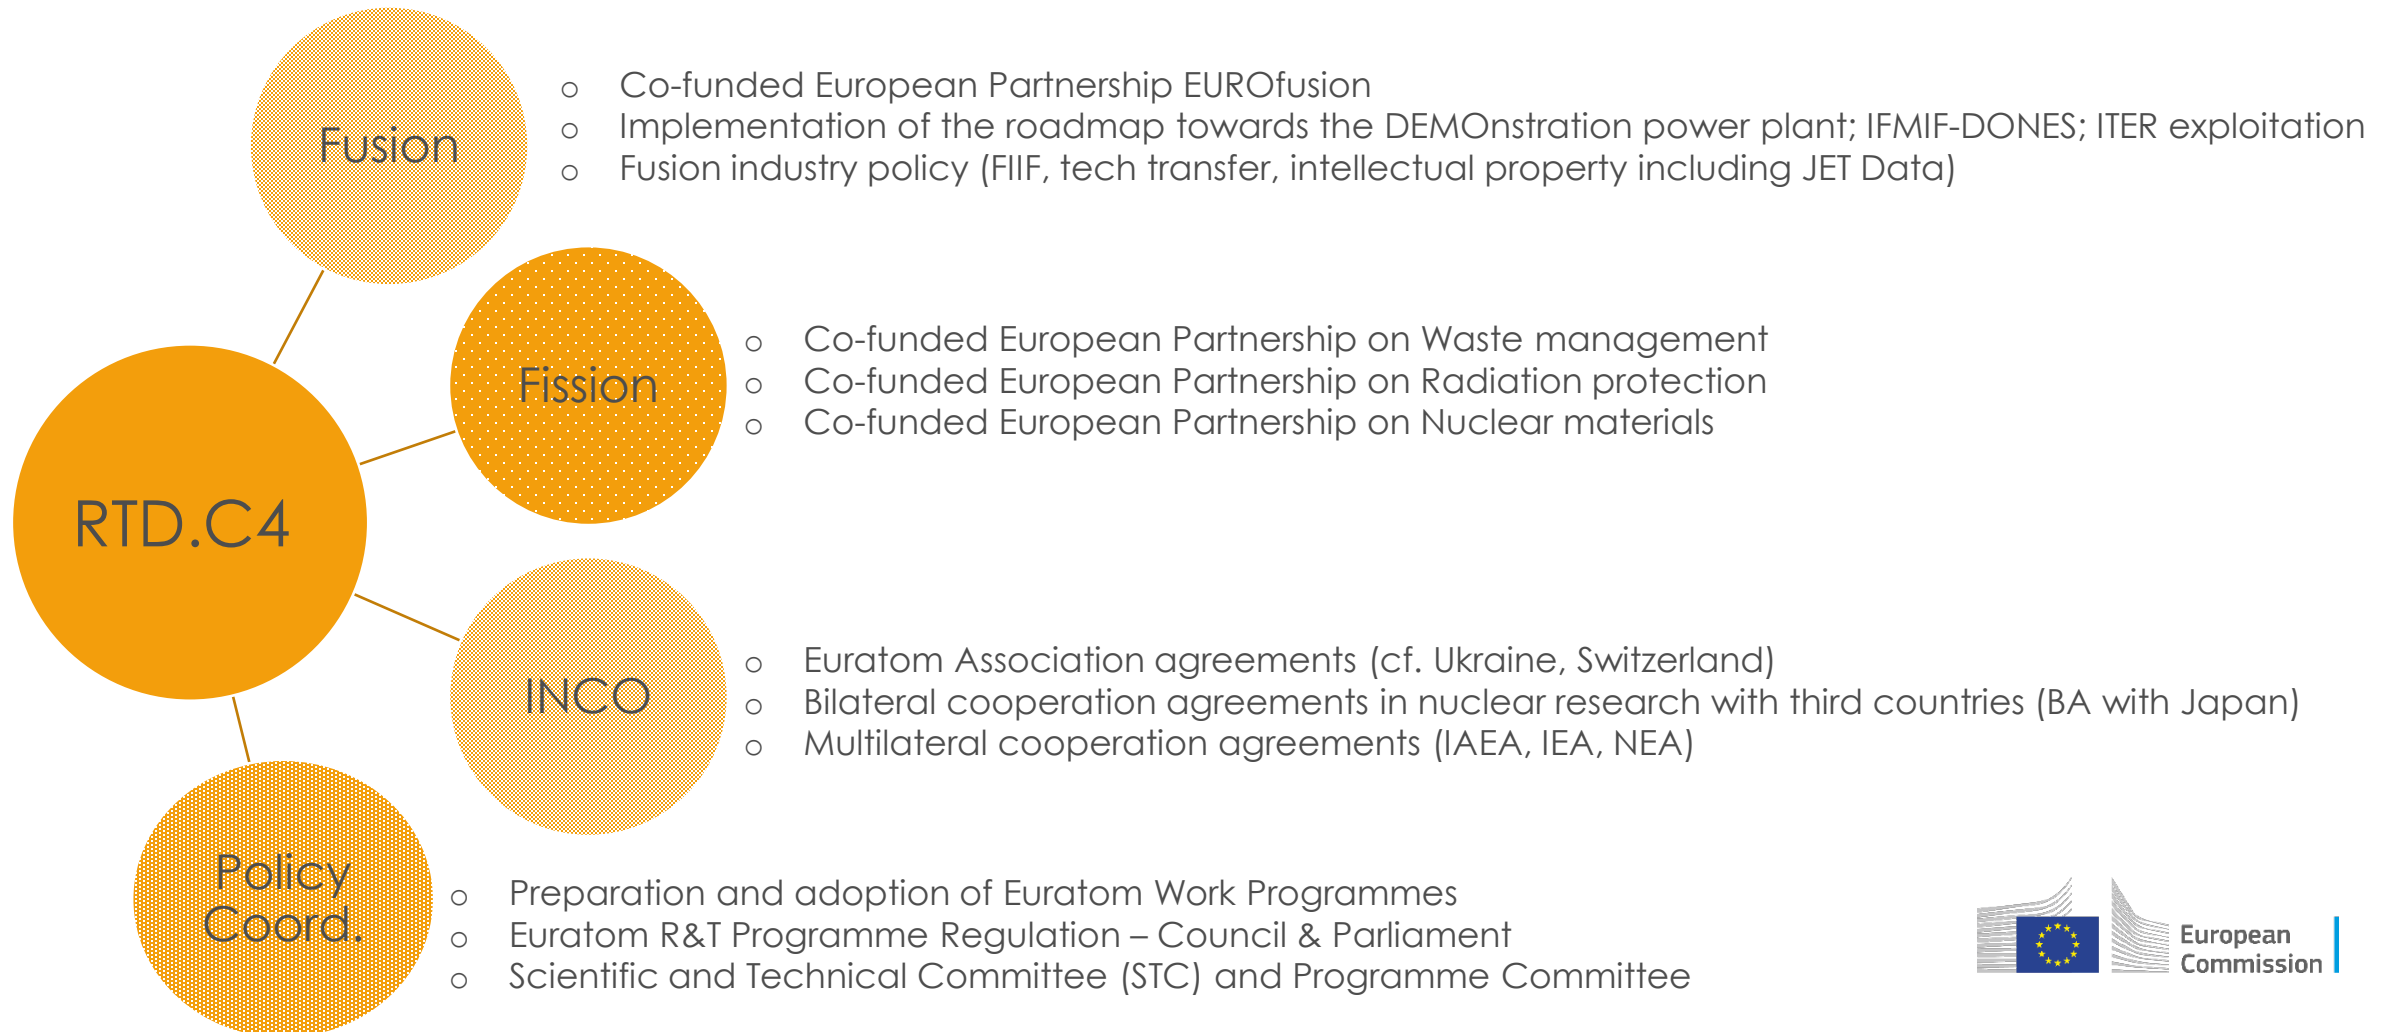 Fusion
o Co-funded European Partnership EUROfusion
o Implementation of the roadmap towards the DEMOnstration power plant; IFMIF-DONES; ITER exploitation
o Fusion industry policy (FIIF, tech transfer, intellectual property including JET Data)
Fission
o Co-funded European Partnership on Waste management
o Co-funded European Partnership on Radiation protection
o Co-funded European Partnership on Nuclear materials
RTD.C4
INCO
o Euratom Association agreements (cf. Ukraine, Switzerland)
o Bilateral cooperation agreements in nuclear research with third countries (BA with Japan)
o Multilateral cooperation agreements (IAEA, IEA, NEA)
Policy
Coord.
o Preparation and adoption of Euratom Work Programmes
o Euratom R&T Programme Regulation – Council & Parliament
o Scientific and Technical Committee (STC) and Programme Committee
European
Commission